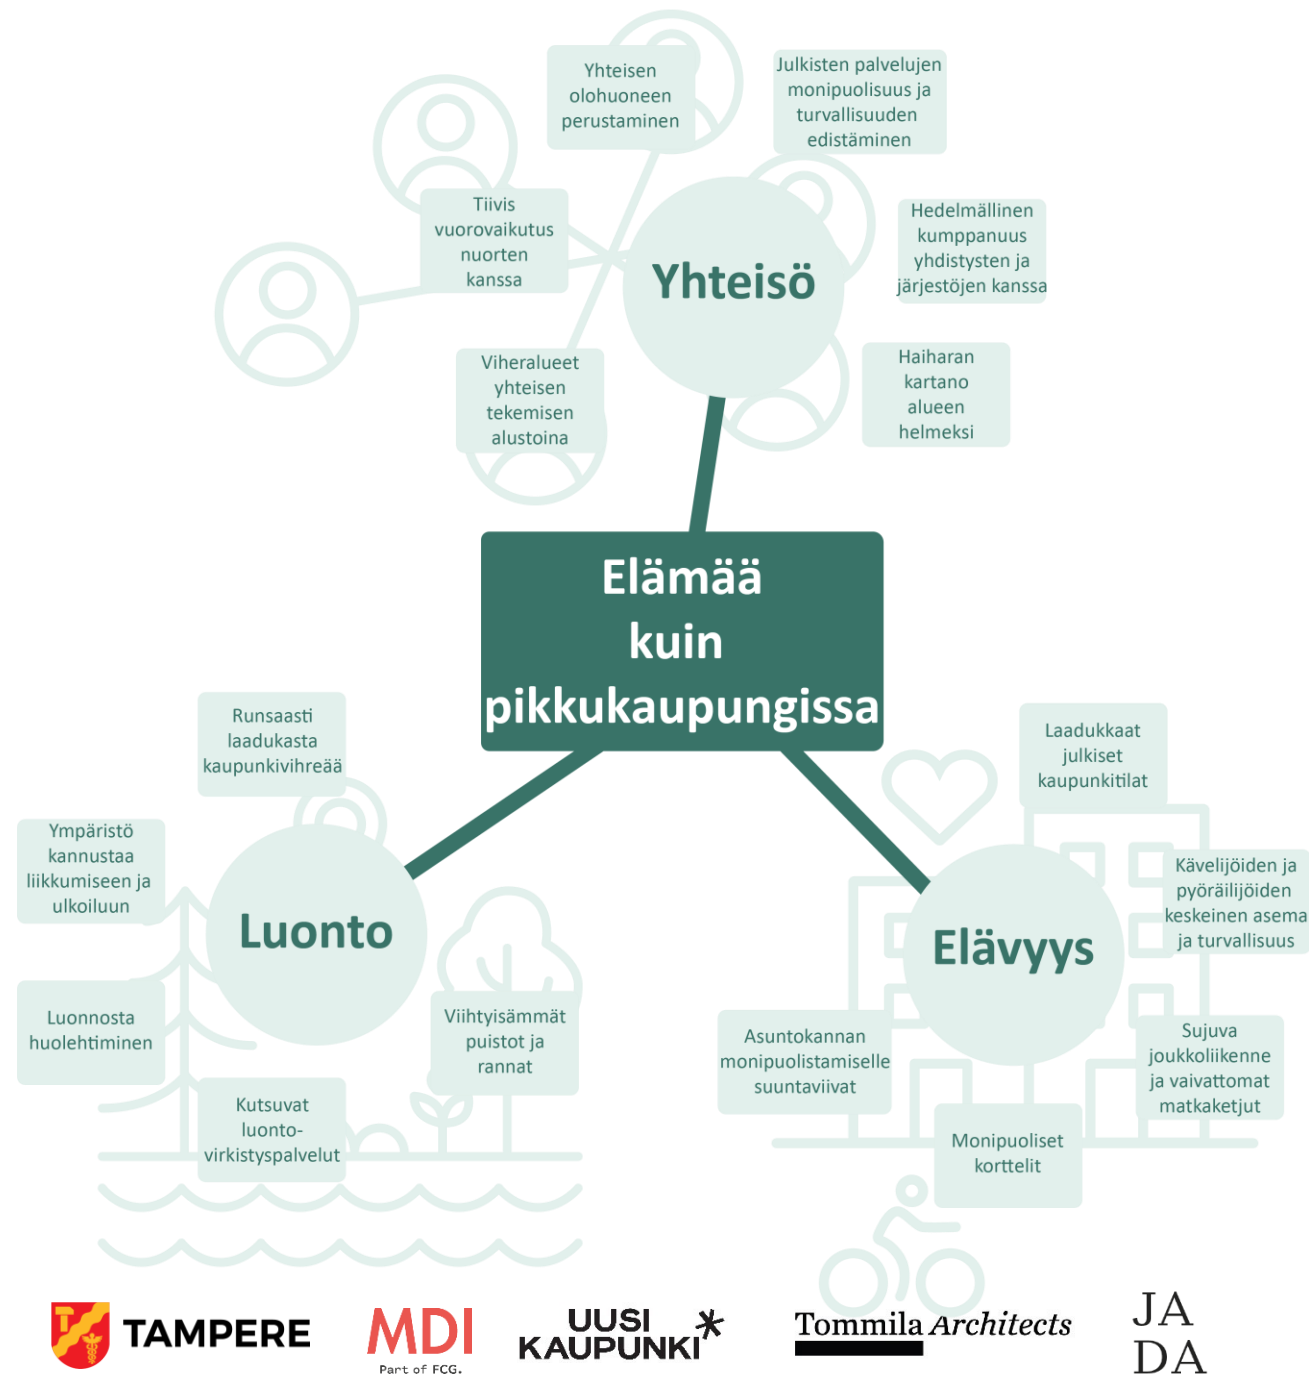 Yhteisen
olohuoneen
perustaminen
Julkisten palvelujen
monipuolisuus ja
turvallisuuden
edistäminen
Tiivis
vuorovaikutus
nuorten
kanssa
Yhteisö
Hedelmällinen
kumppanuus
yhdistysten ja
järjestöjen kanssa
Viheralueet
yhteisen
tekemisen
alustoina
Haiharan
kartano
alueen
helmeksi
Elämää
kuin
pikkukaupungissa
Runsaasti
laadukasta
kaupunkivihreää
Ympäristö
kannustaa
liikkumiseen ja
ulkoiluun
Luonto
Luonnosta
huolehtiminen
Viihtyisämmät
puistot ja
rannat
Kutsuvat
luonto-
virkistyspalvelut
Laadukkaat
julkiset
kaupunkitilat
Kävelijöiden ja
pyöräilijöiden
keskeinen asema
ja turvallisuus
Elävyys
Asuntokannan
monipuolistamiselle
suuntaviivat
Sujuva
joukkoliikenne
ja vaivattomat
matkaketjut
Monipuoliset
korttelit
TAMPERE
MDI
Part of FCG.
UUSI
KAUPUNKI
Tommila Architects
JA
DA